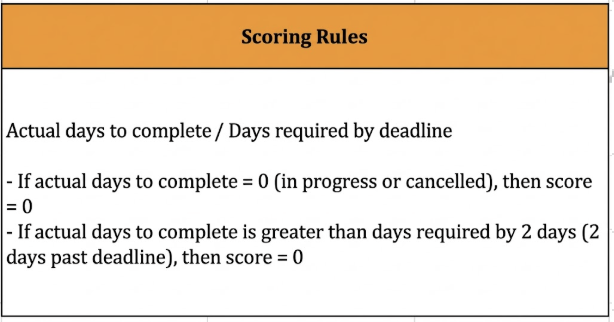 Scoring Rules
Actual days to complete / Days required by deadline
- If actual days to complete = 0 (in progress or cancelled), then score
= 0
- If actual days to complete is greater than days required by 2 days (2
days past deadline), then score = 0